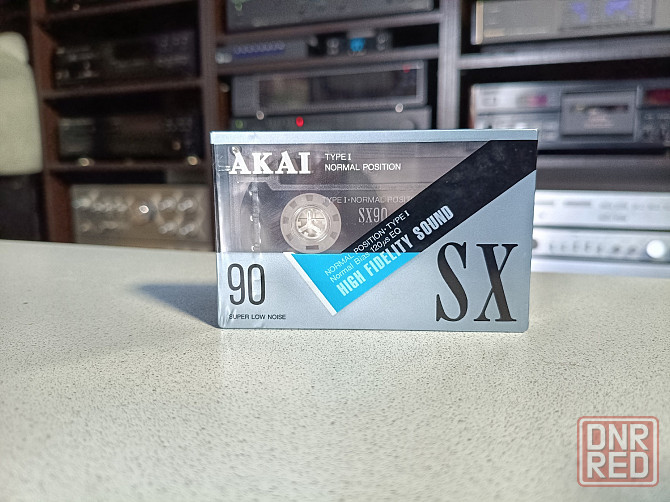 AKAI
TYPE I
NORMAL POSITION
TYPE I·NORMAL POSI
SX90
NORMAL POSITION·TYPE I
Normal Bias 120µs EQ
HIGH FIDELITY SOUND
90
SUPER LOW NOISE
SX
DNR
RED